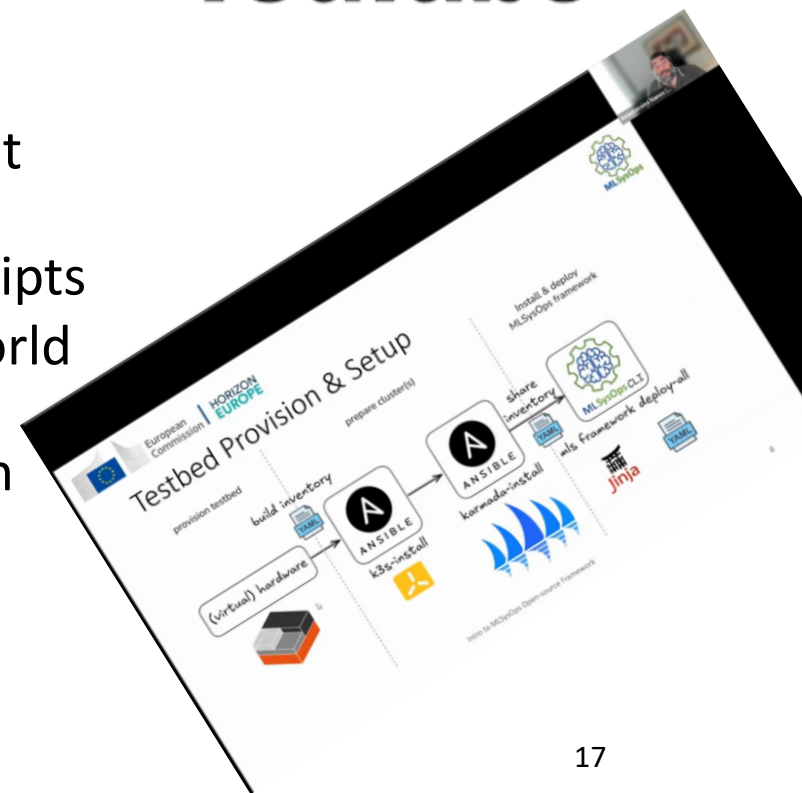 t
ipts
orld
n
MLSysOps
European
Commission
HORIZON
EUROPE
Testbed Provision & Setup
provision testbed
prepare cluster(s)
Install & deploy
MLSysOps framework
build inventory
YAML
share
inventory
YAML
(virtual) hardware
ANSIBLE
k3s-install
ANSIBLE
karmada-install
MLSysOpsCLI
mls framework deploy-all
Jinja
YAML
Intro to MLSysOps Open-source Framework
8
17